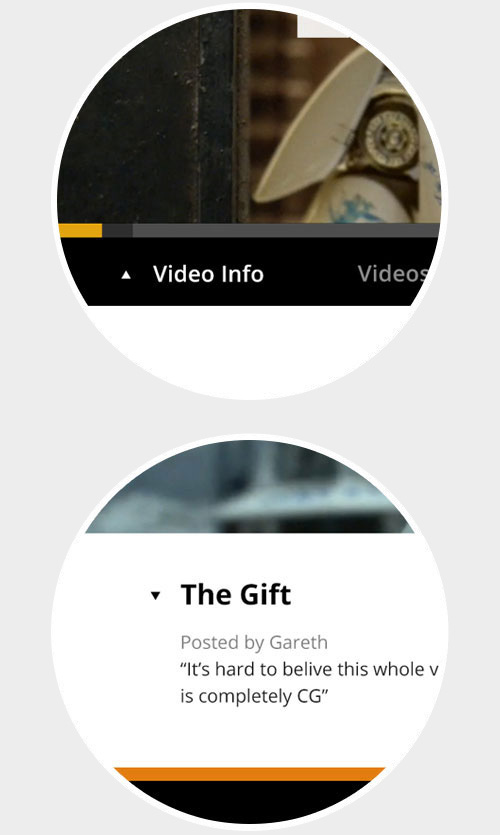 Video Info
Videos
The Gift
Posted by Gareth
“It’s hard to belive this whole
is completely CG”